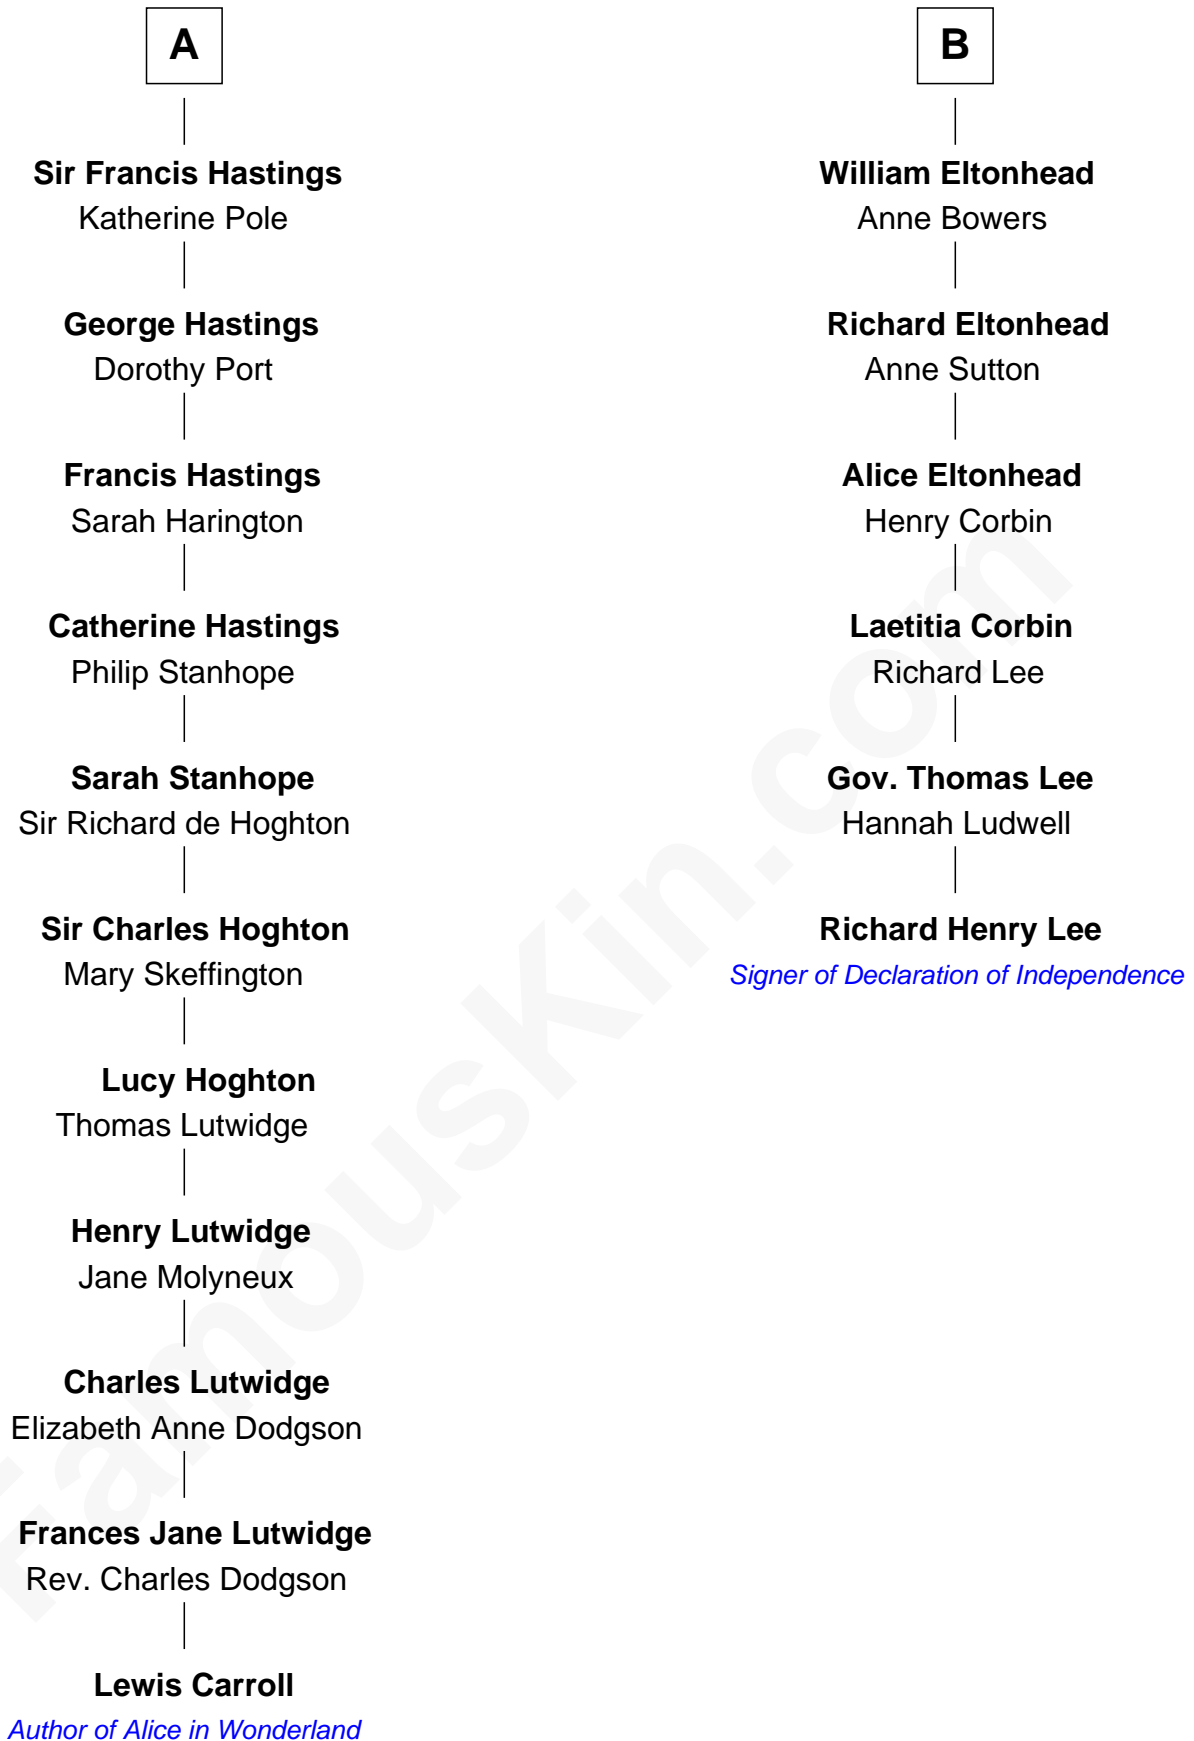 A
Sir Francis Hastings
Katherine Pole
George Hastings
Dorothy Port
Francis Hastings
Sarah Harington
Catherine Hastings
Philip Stanhope
Sarah Stanhope
Sir Richard de Hoghton
Sir Charles Hoghton
Mary Skeffington
Lucy Hoghton
Thomas Lutwidge
Henry Lutwidge
Jane Molyneux
Charles Lutwidge
Elizabeth Anne Dodgson
Frances Jane Lutwidge
Rev. Charles Dodgson
Lewis Carroll
Author of Alice in Wonderland
B
William Eltonhead
Anne Bowers
Richard Eltonhead
Anne Sutton
Alice Eltonhead
Henry Corbin
Laetitia Corbin
Richard Lee
Gov. Thomas Lee
Hannah Ludwell
Richard Henry Lee
Signer of Declaration of Independence
FamousKin.com